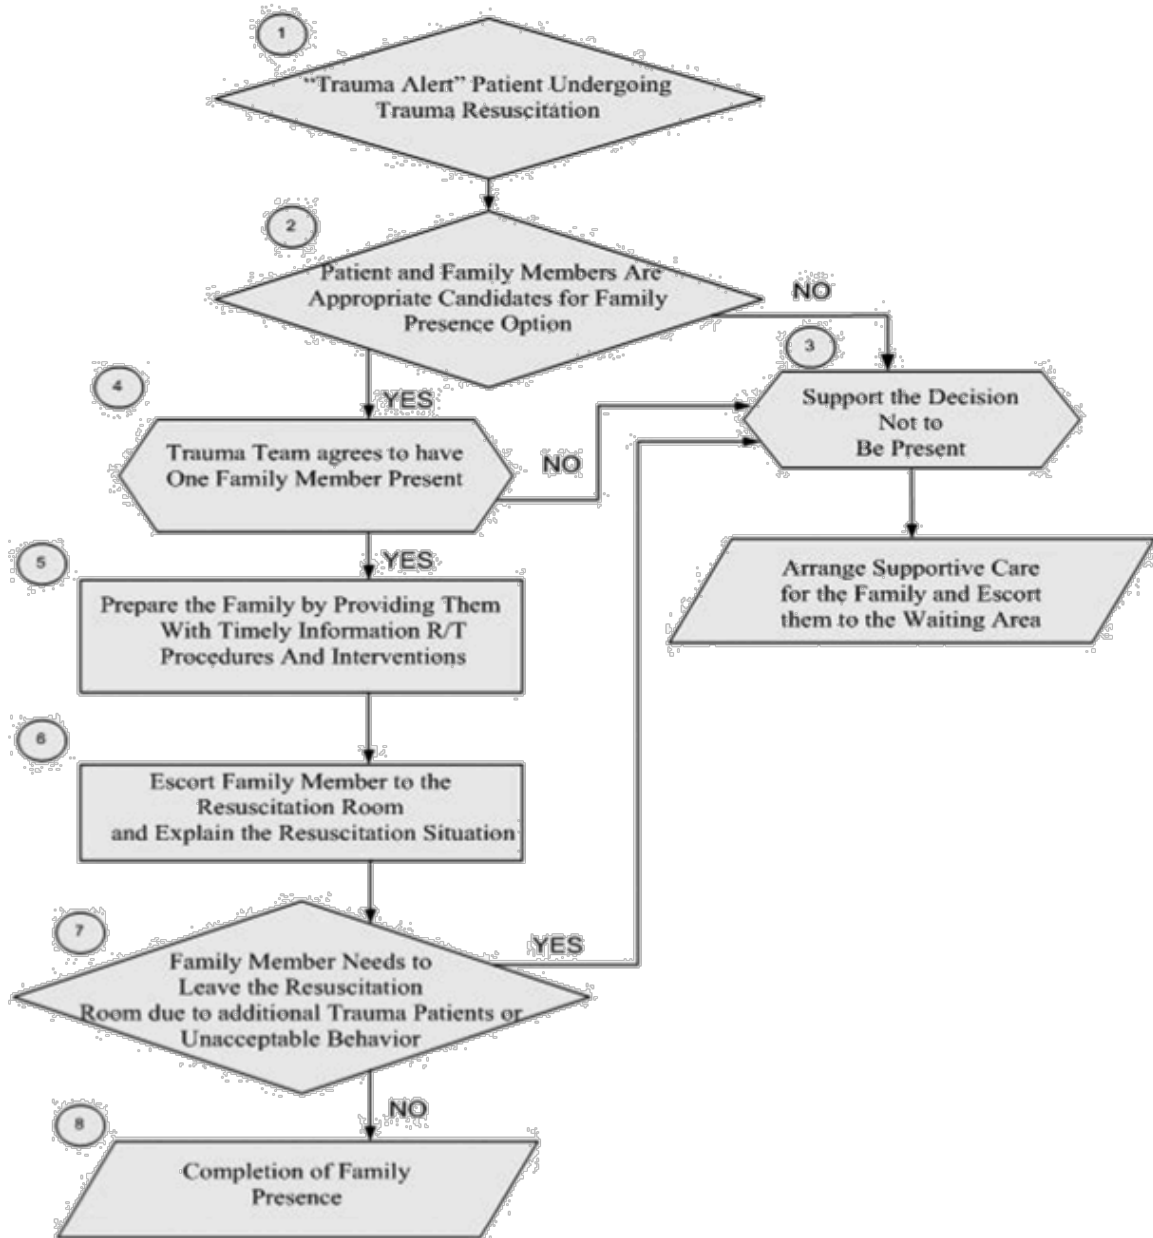 1
"Trauma Alert" Patient Undergoing
Trauma Resuscitation
2
Patient and Family Members Are
Appropriate Candidates for Family
Presence Option
NO
3
Support the Decision
Not to
Be Present
YES
4
Trauma Team agrees to have
One Family Member Present
NO
Arrange Supportive Care
for the Family and Escort
them to the Waiting Area
YES
5
Prepare the Family by Providing Them
With Timely Information R/T
Procedures And Interventions
6
Escort Family Member to the
Resuscitation Room
and Explain the Resuscitation Situation
7
Family Member Needs to
Leave the Resuscitation
Room due to additional Trauma Patients or
Unacceptable Behavior
YES
NO
8
Completion of Family
Presence